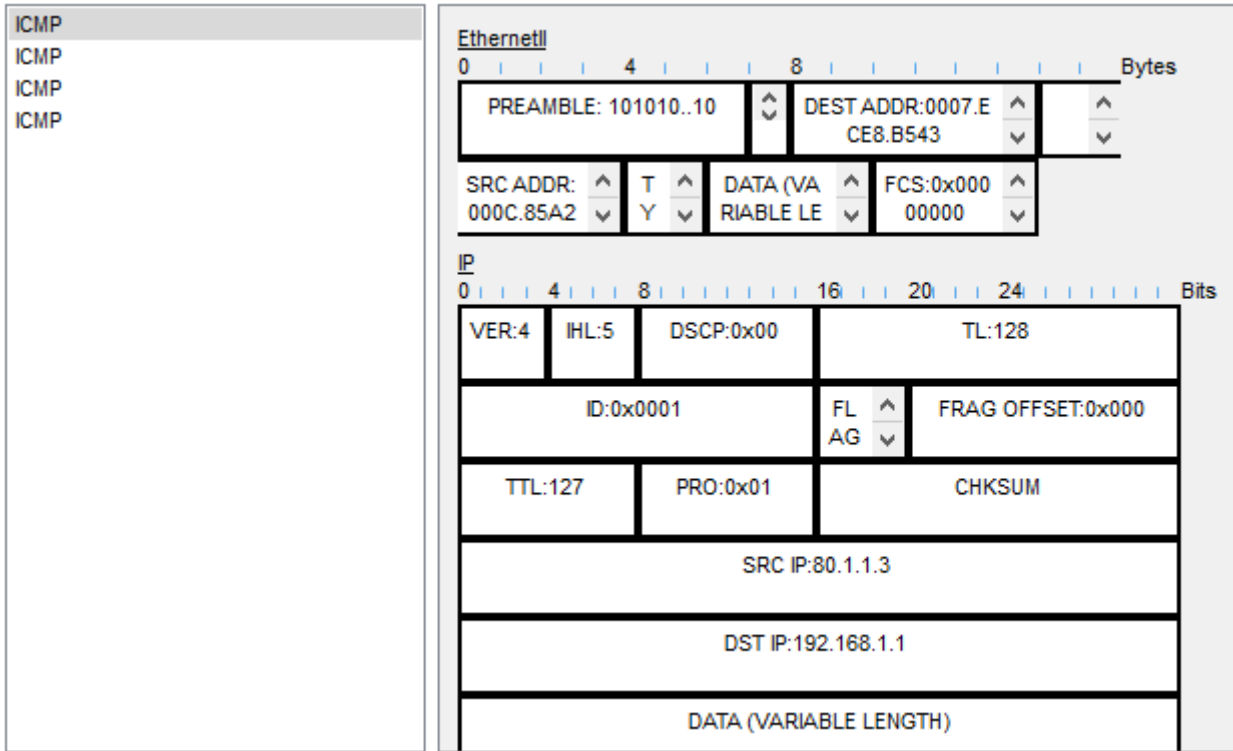 ICMP
ICMP
ICMP
ICMP
EthernetII
0 4 8 Bytes
PREAMBLE: 101010..10
DEST ADDR:0007.E
CE8.B543
SRC ADDR:
000C.85A2
T
Y
DATA (VA
RIABLE LE
FCS:0x000
00000
IP
0 4 8 16 20 24 Bits
VER:4 IHL:5 DSCP:0x00 TL:128
ID:0x0001
FL
AG
FRAG OFFSET:0x000
TTL:127 PRO:0x01 CHKSUM
SRC IP:80.1.1.3
DST IP:192.168.1.1
DATA (VARIABLE LENGTH)